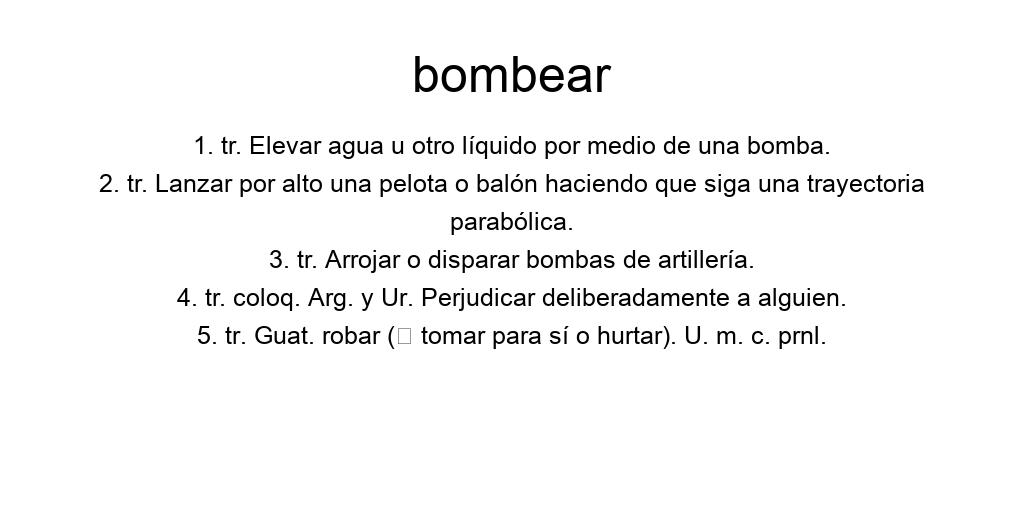 bombear
1. tr. Elevar agua u otro líquido por medio de una bomba.
2. tr. Lanzar por alto una pelota o balón haciendo que siga una trayectoria
parabólica.
3. tr. Arrojar o disparar bombas de artillería.
4. tr. coloq. Arg. y Ur. Perjudicar deliberadamente a alguien.
5. tr. Guat. robar (▯ tomar para sí o hurtar). U. m. c. prnl.